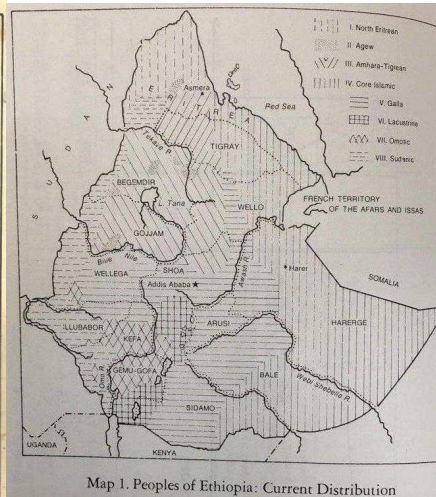 I. North Eritrean
II. Agew
III. Amhara-Tigrean
IV. Core Islamic
V. Galla
VI. Lacustrine
VII. Omotic
VIII. Sudanic
Asmera
Red Sea
ERITREA
SUDAN
Tekaze R.
TIGRAY
BEGEMDIR
L. Tana
WELLO
FRENCH TERRITORY
OF THE AFARS AND ISSAS
GOJJAM
Blue Nile
SHOA
Awash R.
Harer
WELLEGA
Addis Ababa
SOMALIA
ILLUBABOR
ARUSI
HARERGE
KEFA
GEMU-GOFA
BALE
Webi Shebelle R.
Omo R.
SIDAMO
UGANDA
KENYA
Map 1. Peoples of Ethiopia: Current Distribution